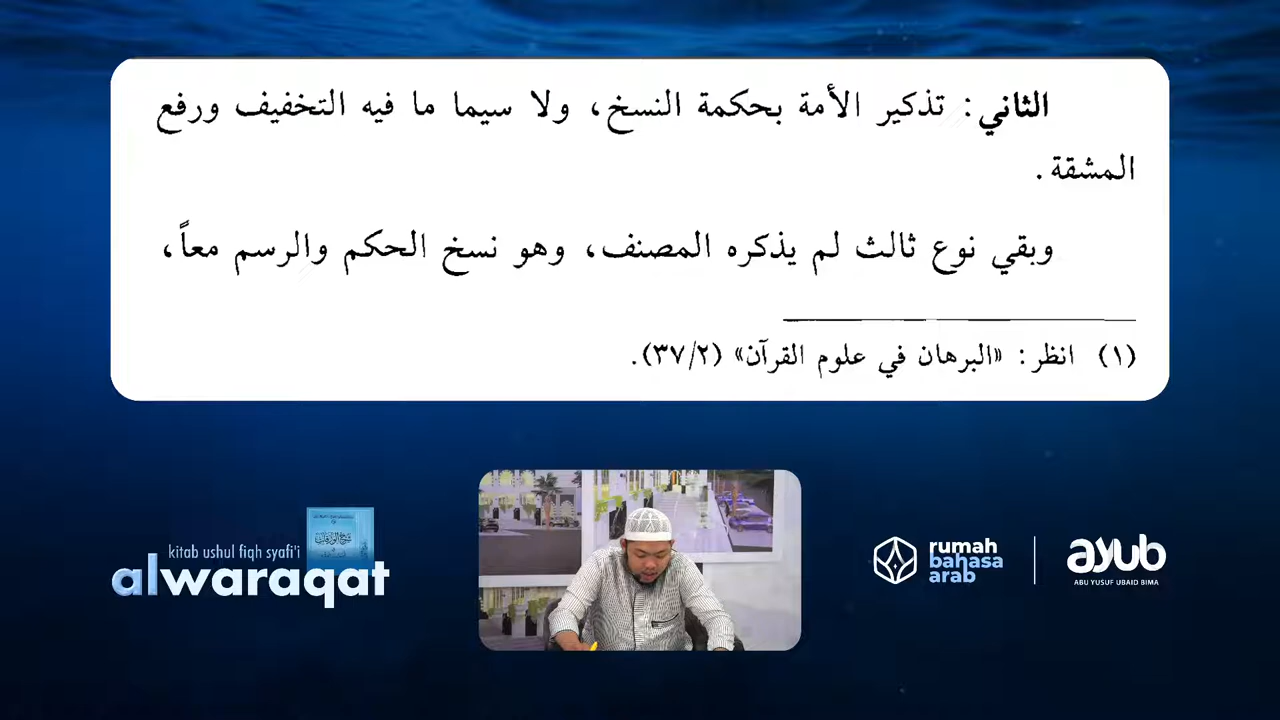 الثاني: تذكير الأمة بحكمة النسخ، ولا سيما ما فيه التخفيف ورفع
المشقة.
وبقي نوع ثالث لم يذكره المصنف، وهو نسخ الحكم والرسم معاً،
(١) انظر: «البرهان في علوم القرآن» (٣٧/٢).
kitab ushul fiqh syafi'i
alwaraqat
rumah
bahasa
arab
ayub
ABU YUSUF UBAID BIMA